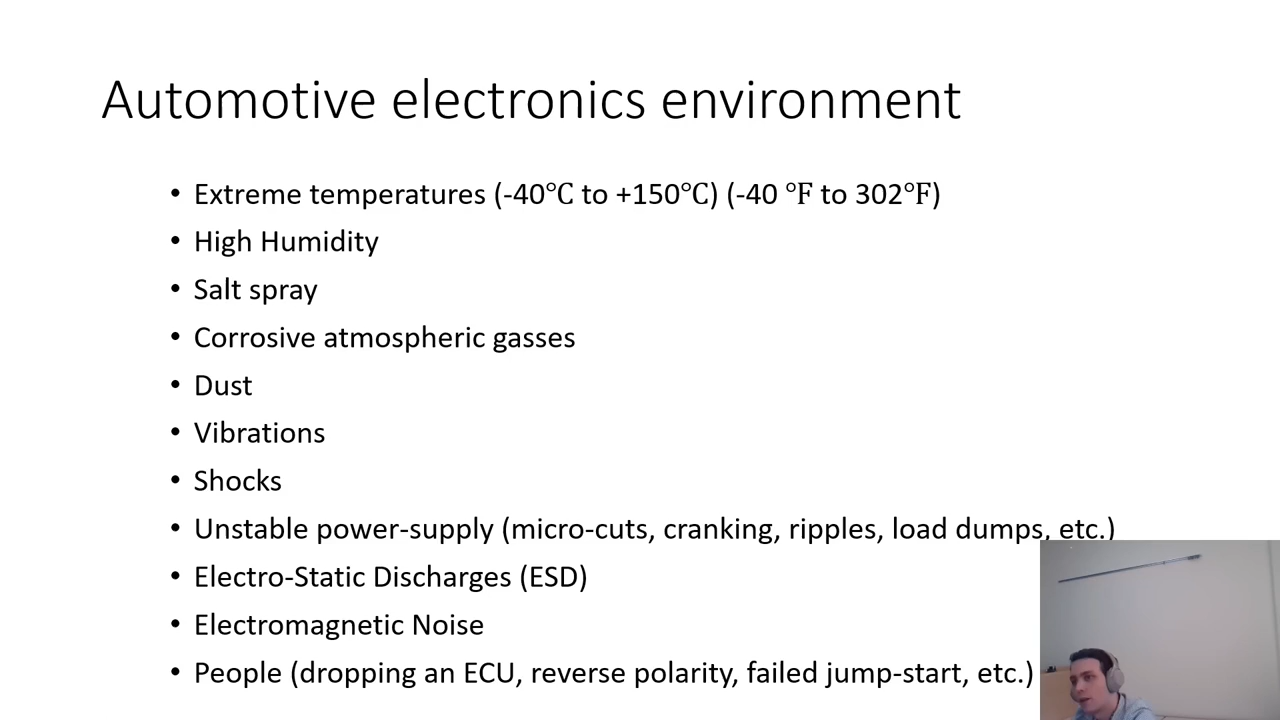 Automotive electronics environment
• Extreme temperatures (-40℃ to +150℃) (-40 ℉ to 302℉)
• High Humidity
• Salt spray
• Corrosive atmospheric gasses
• Dust
• Vibrations
• Shocks
• Unstable power-supply (micro-cuts, cranking, ripples, load dumps, etc.)
• Electro-Static Discharges (ESD)
• Electromagnetic Noise
• People (dropping an ECU, reverse polarity, failed jump-start, etc.)